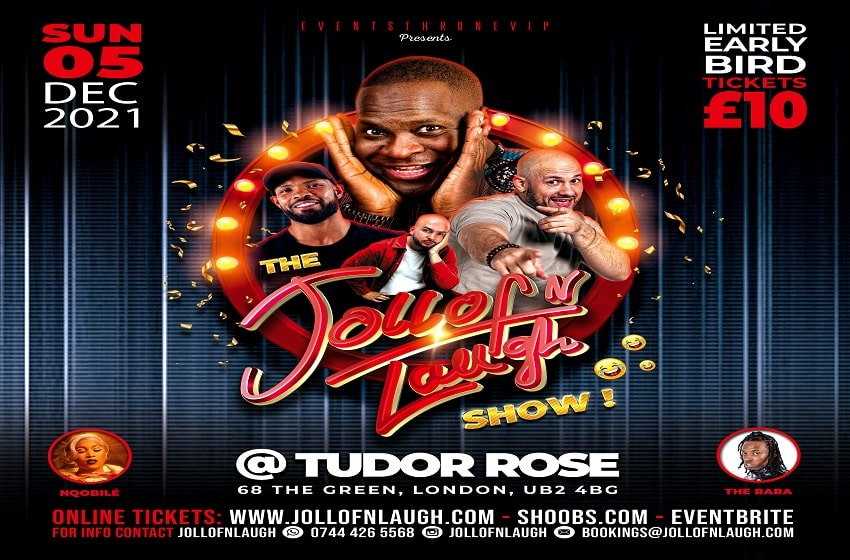 EVENTSTHRONEVIP
Presents
SUN
05
DEC
2021
LIMITED
EARLY
BIRD
TICKETS
£10
THE
Jollof N
Laugh
SHOW !
@ TUDOR ROSE
68 THE GREEN, LONDON, UB2 4BG
NQOBILÉ
THE RARA
ONLINE TICKETS: WWW.JOLLOFNLAUGH.COM - SHOOBS.COM - EVENTBRITE
FOR INFO CONTACT JOLLOFNLAUGH 0744 426 5568 JOLLOFNLAUGH BOOKINGS@JOLLOFNLAUGH.COM